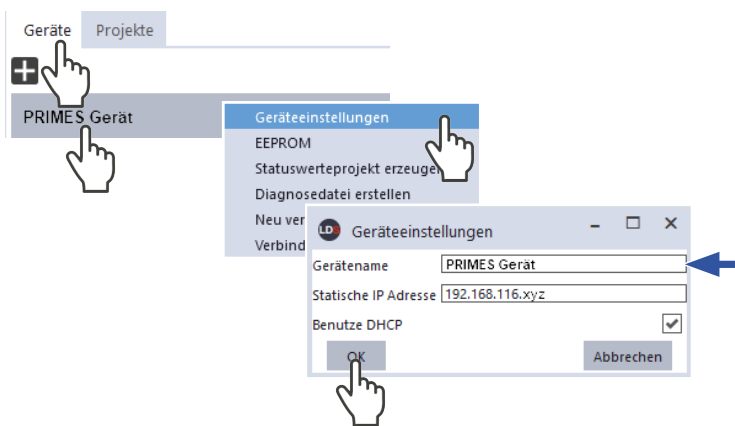 Geräte Projekte
PRIMES Gerät
Geräteeinstellungen
EEPROM
Statuswerteprojekt erzeugen
Diagnosedatei erstellen
Neu ver
Verbind
LDS Geräteeinstellungen
Gerätename PRIMES Gerät
Statische IP Adresse 192.168.116.xyz
Benutze DHCP
OK Abbrechen